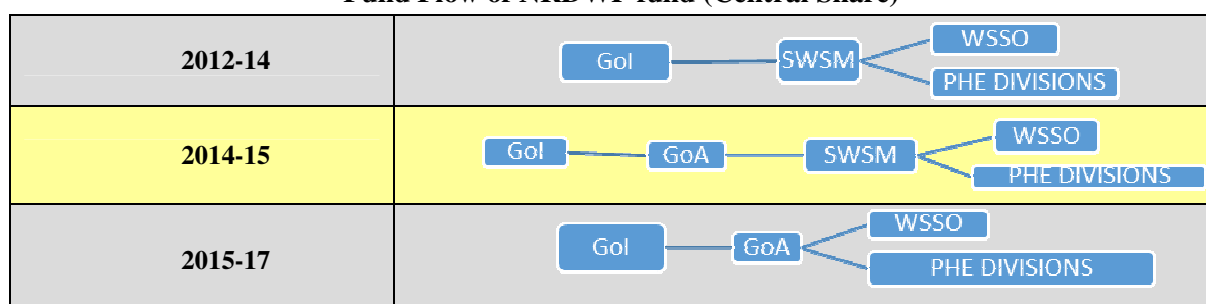 Fund Flow of NRDWP fund (Central Share)
2012-14
GoI
SWSM
WSSO
PHE DIVISIONS
2014-15
GoI
GoA
SWSM
WSSO
PHE DIVISIONS
2015-17
GoI
GoA
WSSO
PHE DIVISIONS